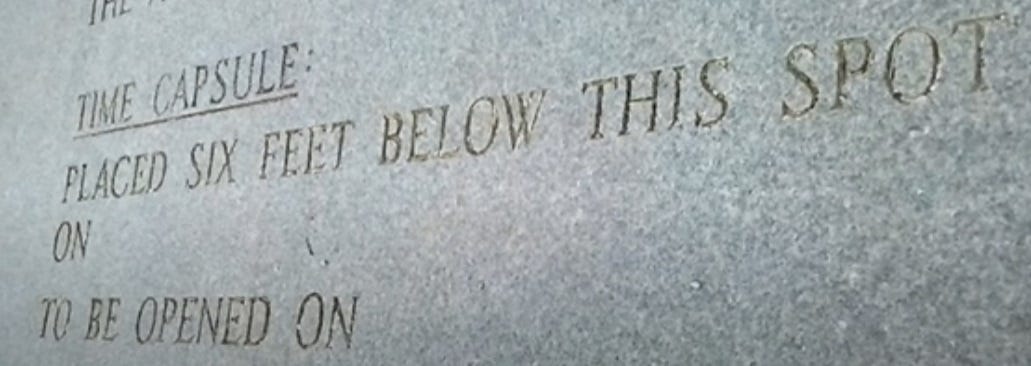 TIME CAPSULE:
PLACED SIX FEET BELOW THIS SPOT
ON
TO BE OPENED ON